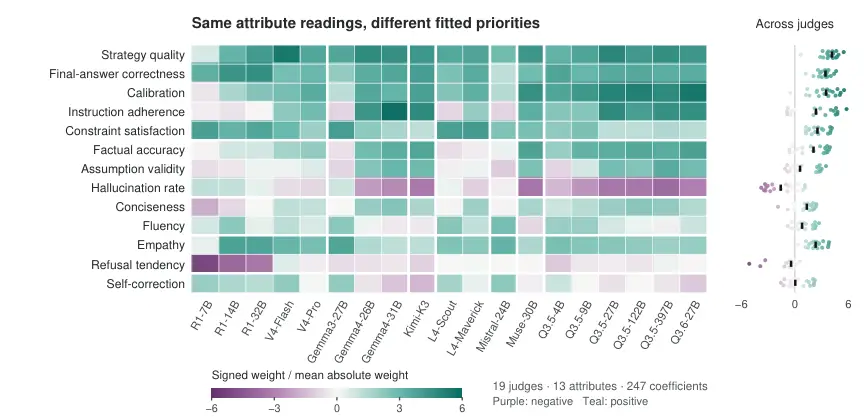 Same attribute readings, different fitted priorities
Across judges
Strategy quality
Final-answer correctness
Calibration
Instruction adherence
Constraint satisfaction
Factual accuracy
Assumption validity
Hallucination rate
Conciseness
Fluency
Empathy
Refusal tendency
Self-correction
R1-7B
R1-14B
R1-32B
V4-Flash
V4-Pro
Gemma3-27B
Gemma4-26B
Gemma4-31B
Kimi-K3
L4-Scout
L4-Maverick
Mistral-24B
Muse-30B
Q3.5-4B
Q3.5-9B
Q3.5-27B
Q3.5-122B
Q3.5-397B
Q3.6-27B
−6 0 6
Signed weight / mean absolute weight
−6 −3 0 3 6
19 judges · 13 attributes · 247 coefficients
Purple: negative Teal: positive